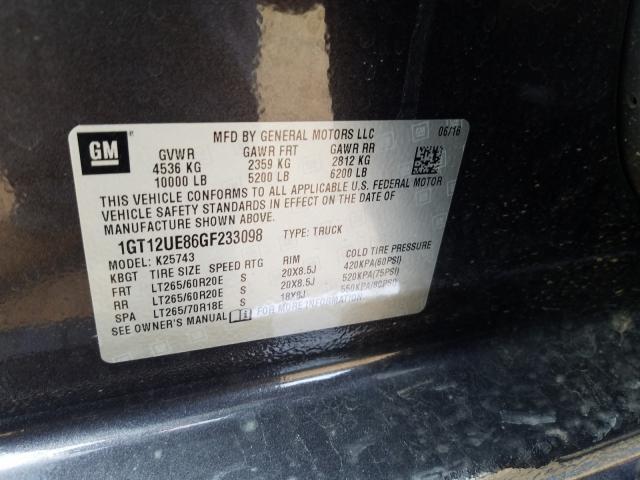 GM
MFD BY GENERAL MOTORS LLC 06/16
GVWR GAWR FRT GAWR RR
4536 KG 2359 KG 2812 KG
10000 LB 5200 LB 6200 LB
THIS VEHICLE CONFORMS TO ALL APPLICABLE U.S. FEDERAL MOTOR
VEHICLE SAFETY STANDARDS IN EFFECT ON THE DATE OF
MANUFACTURE SHOWN ABOVE.
1GT12UE86GF233098 TYPE: TRUCK
MODEL: K25743
KBGT TIRE SIZE SPEED RTG RIM COLD TIRE PRESSURE
FRT LT265/60R20E S 20X8.5J 420KPA(60PSI)
RR LT265/60R20E S 20X8.5J 520KPA(75PSI)
SPA LT265/70R18E S 18X8J 550KPA(80PSI)
SEE OWNER'S MANUAL FOR MORE INFORMATION